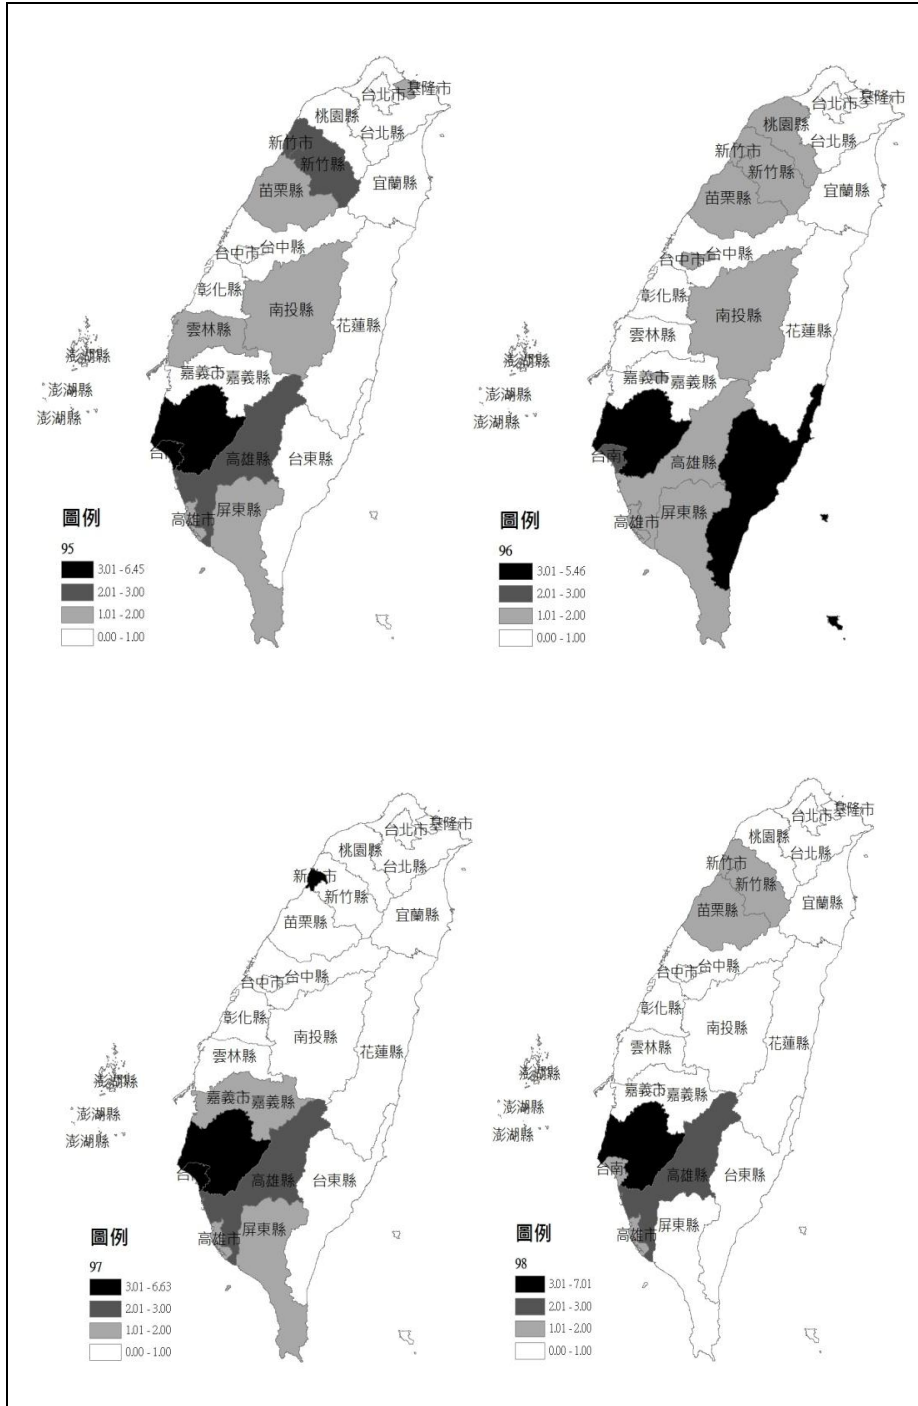 基隆市
台北市
桃園縣
台北縣
新竹市
新竹縣
宜蘭縣
苗栗縣
台中縣
台中市
彰化縣
南投縣
花蓮縣
雲林縣
澎湖縣
嘉義市
嘉義縣
澎湖縣
澎湖縣
台
高雄縣
台東縣
屏東縣
高雄市
圖例
95
3.01 - 6.45
2.01 - 3.00
1.01 - 2.00
0.00 - 1.00
基隆市
台北市
桃園縣
台北縣
新竹市
新竹縣
宜蘭縣
苗栗縣
台中縣
台中市
彰化縣
南投縣
花蓮縣
雲林縣
澎湖縣
嘉義市
嘉義縣
澎湖縣
澎湖縣
台南
高雄縣
屏東縣
高雄市
圖例
96
3.01 - 5.46
2.01 - 3.00
1.01 - 2.00
0.00 - 1.00
基隆市
台北市
桃園縣
台北縣
新 市
新竹縣
宜蘭縣
苗栗縣
台中縣
台中市
彰化縣
南投縣
花蓮縣
雲林縣
澎湖縣
嘉義市
嘉義縣
澎湖縣
澎湖縣
台
高雄縣
台東縣
屏東縣
高雄市
圖例
97
3.01 - 6.63
2.01 - 3.00
1.01 - 2.00
0.00 - 1.00
基隆市
台北市
桃園縣
台北縣
新竹市
新竹縣
宜蘭縣
苗栗縣
台中縣
台中市
彰化縣
南投縣
花蓮縣
雲林縣
澎湖縣
嘉義市
嘉義縣
澎湖縣
澎湖縣
台南
高雄縣
台東縣
屏東縣
高雄市
圖例
98
3.01 - 7.01
2.01 - 3.00
1.01 - 2.00
0.00 - 1.00